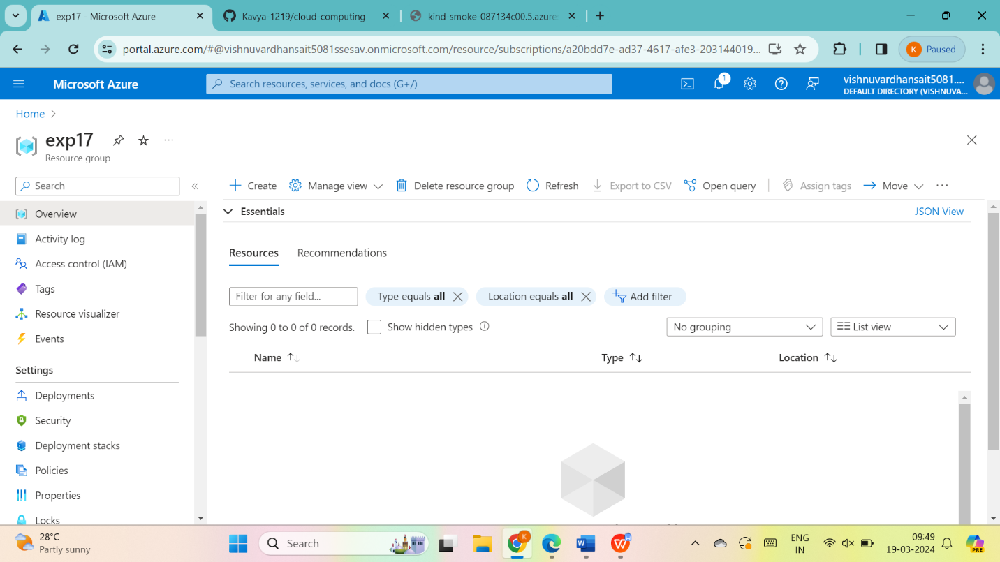 exp17 - Microsoft Azure
Kavya-1219/cloud-computing
kind-smoke-087134c00.5.azure
portal.azure.com/#@vishnuvardhansait5081ssesav.onmicrosoft.com/resource/subscriptions/a20bdd7e-ad37-4617-afe3-203144019...
K Paused
Microsoft Azure
Search resources, services, and docs (G+/)
1
vishnuvardhansait5081....
DEFAULT DIRECTORY (VISHNUVA...
Home
exp17
...
Resource group
Search
«
Create
Manage view
Delete resource group
Refresh
Export to CSV
Open query
Assign tags
Move
...
Overview
Activity log
Access control (IAM)
Tags
Resource visualizer
Events
Settings
Deployments
Security
Deployment stacks
Policies
Properties
Locks
Essentials
JSON View
Resources
Recommendations
Filter for any field...
Type equals all
Location equals all
Add filter
Showing 0 to 0 of 0 records.
Show hidden types
No grouping
List view
Name
Type
Location
28°C
Partly sunny
Search
K
W
W
ENG
IN
09:49
19-03-2024
PRE